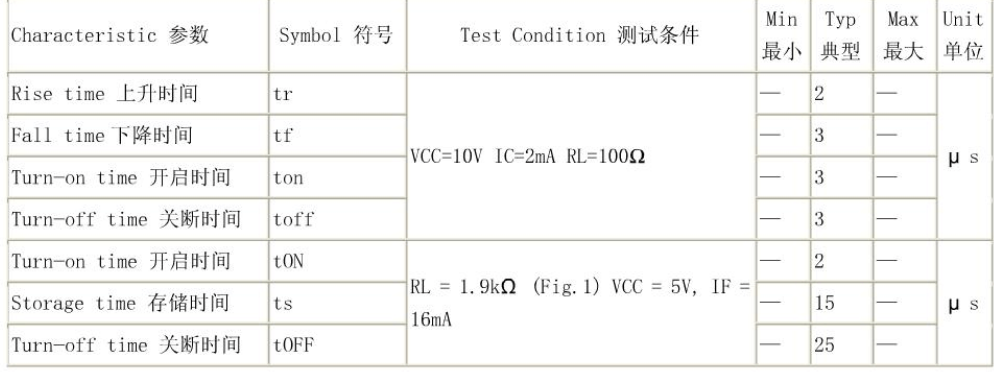 Characteristic 参数 Symbol 符号 Test Condition 测试条件 Min 最小 Typ 典型 Max 最大 Unit 单位
Rise time 上升时间 tr VCC=10V IC=2mA RL=100Ω — 2 — μs
Fall time 下降时间 tf — 3 —
Turn-on time 开启时间 ton — 3 —
Turn-off time 关断时间 toff — 3 —
Turn-on time 开启时间 tON RL = 1.9kΩ (Fig.1) VCC = 5V, IF = 16mA — 2 — μs
Storage time 存储时间 ts — 15 —
Turn-off time 关断时间 tOFF — 25 —